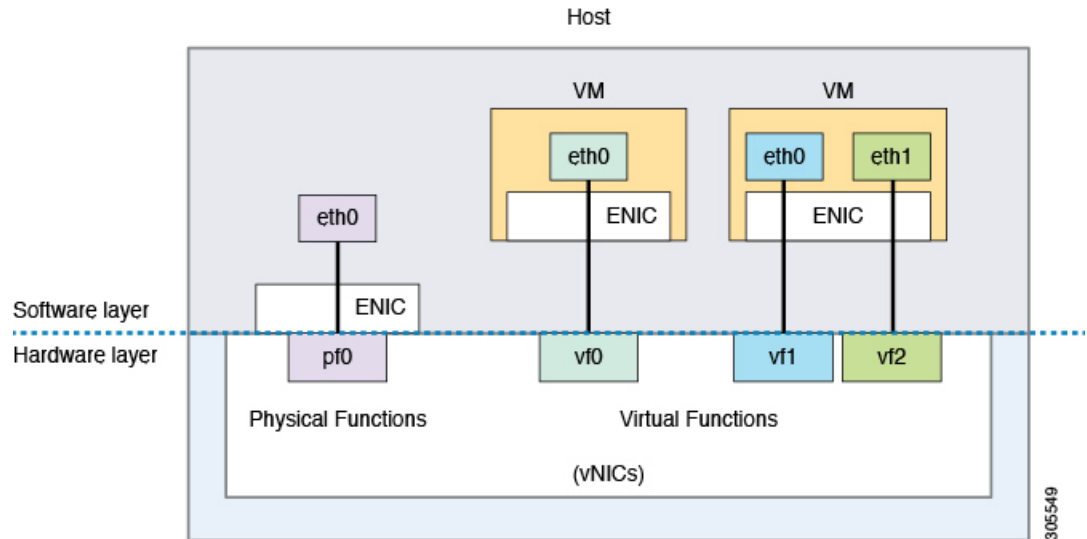 Host
VM
VM
eth0
eth0
eth1
eth0
ENIC
ENIC
ENIC
Software layer
Hardware layer
pf0
vf0
vf1
vf2
Physical Functions
Virtual Functions
(vNICs)
305549